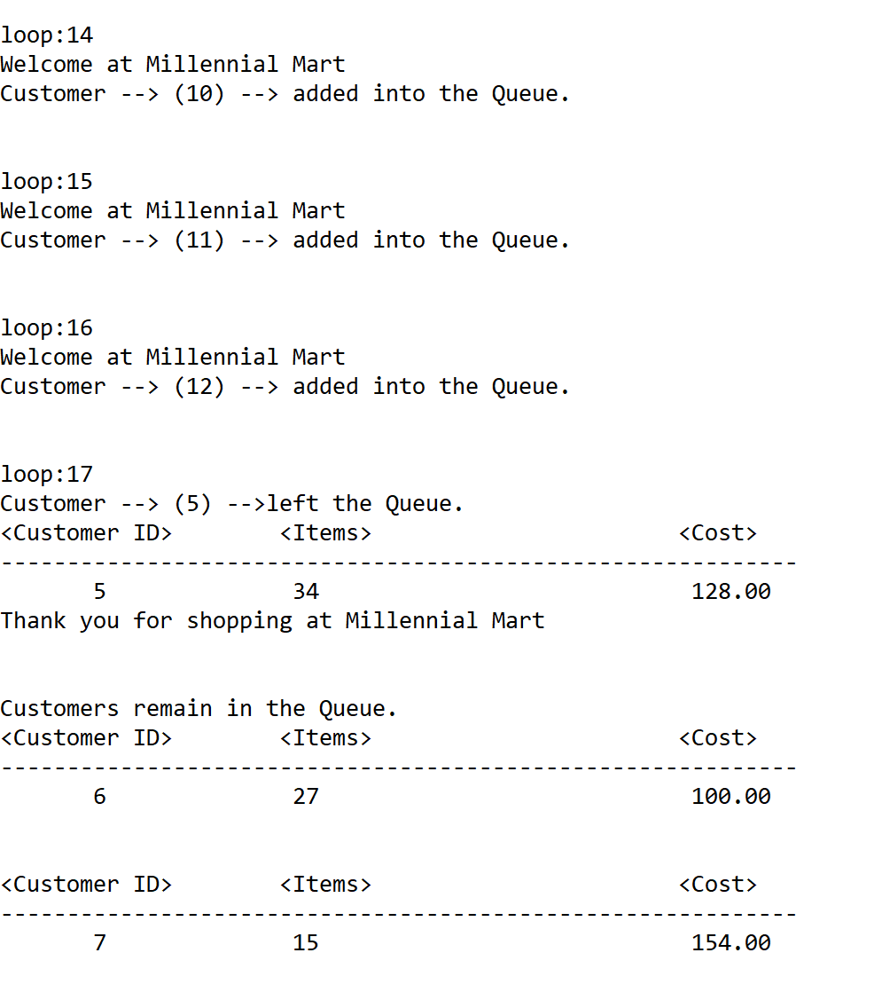 loop:14
Welcome at Millennial Mart
Customer --> (10) --> added into the Queue.
loop:15
Welcome at Millennial Mart
Customer --> (11) --> added into the Queue.
loop:16
Welcome at Millennial Mart
Customer --> (12) --> added into the Queue.
loop:17
Customer --> (5) -->left the Queue.
<Customer ID>        <Items>                       <Cost>
------------------------------------------------------------
       5              34                            128.00
Thank you for shopping at Millennial Mart
Customers remain in the Queue.
<Customer ID>        <Items>                       <Cost>
------------------------------------------------------------
       6              27                            100.00
<Customer ID>        <Items>                       <Cost>
------------------------------------------------------------
       7              15                            154.00